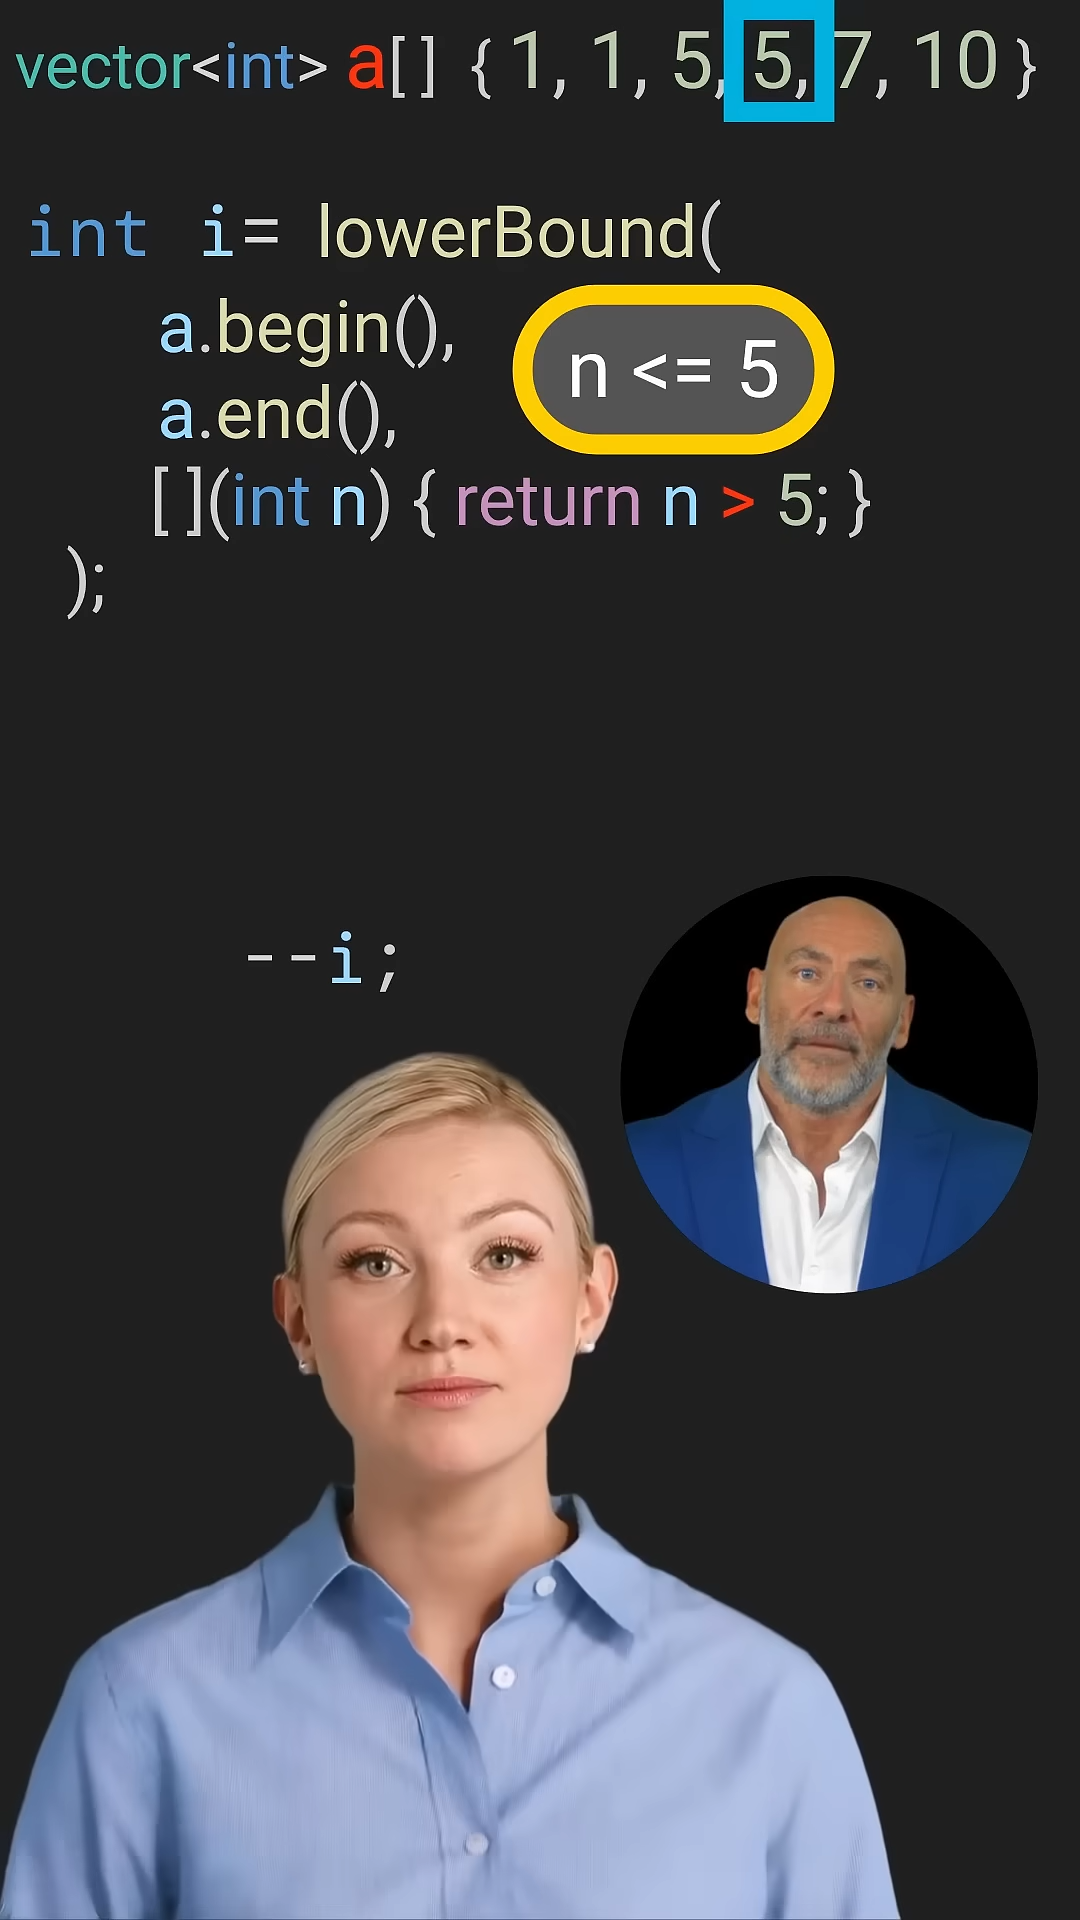 vector<int> a[] { 1, 1, 5, 5, 7, 10 }
int i= lowerBound(
a.begin(),
n <= 5
a.end(),
[ ](int n) { return n > 5; }
);
--i;